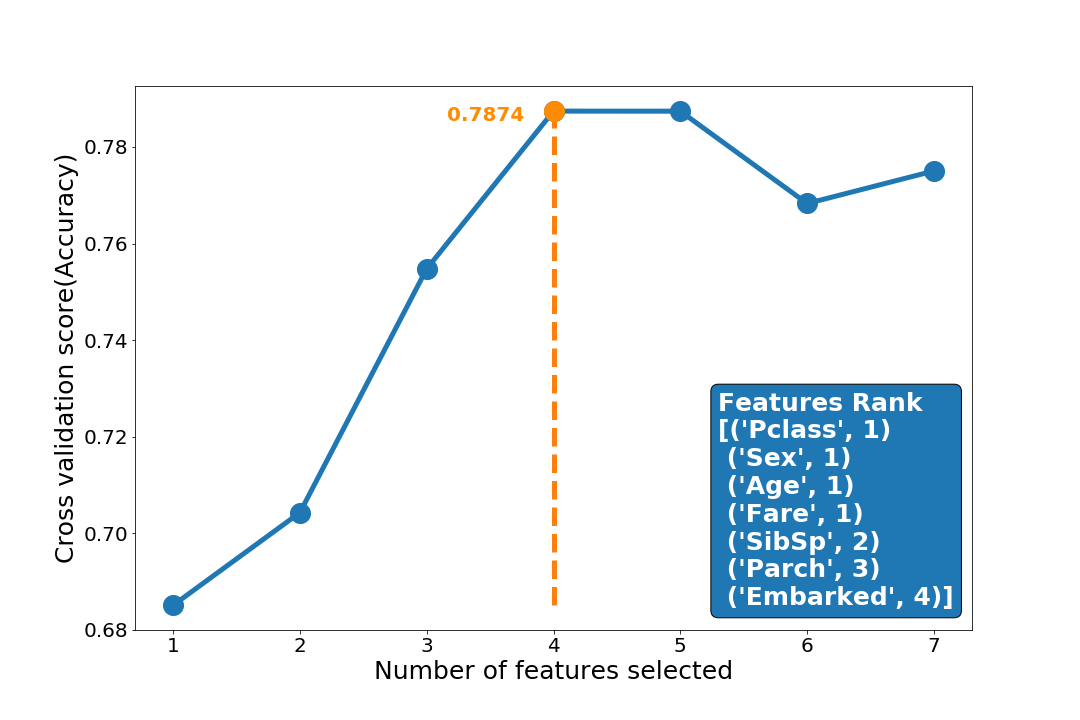 0.7874
0.78
0.76
0.74
0.72
0.70
0.68
Cross validation score(Accuracy)
Features Rank
[('Pclass', 1)
('Sex', 1)
('Age', 1)
('Fare', 1)
('SibSp', 2)
('Parch', 3)
('Embarked', 4)]
1 2 3 4 5 6 7
Number of features selected